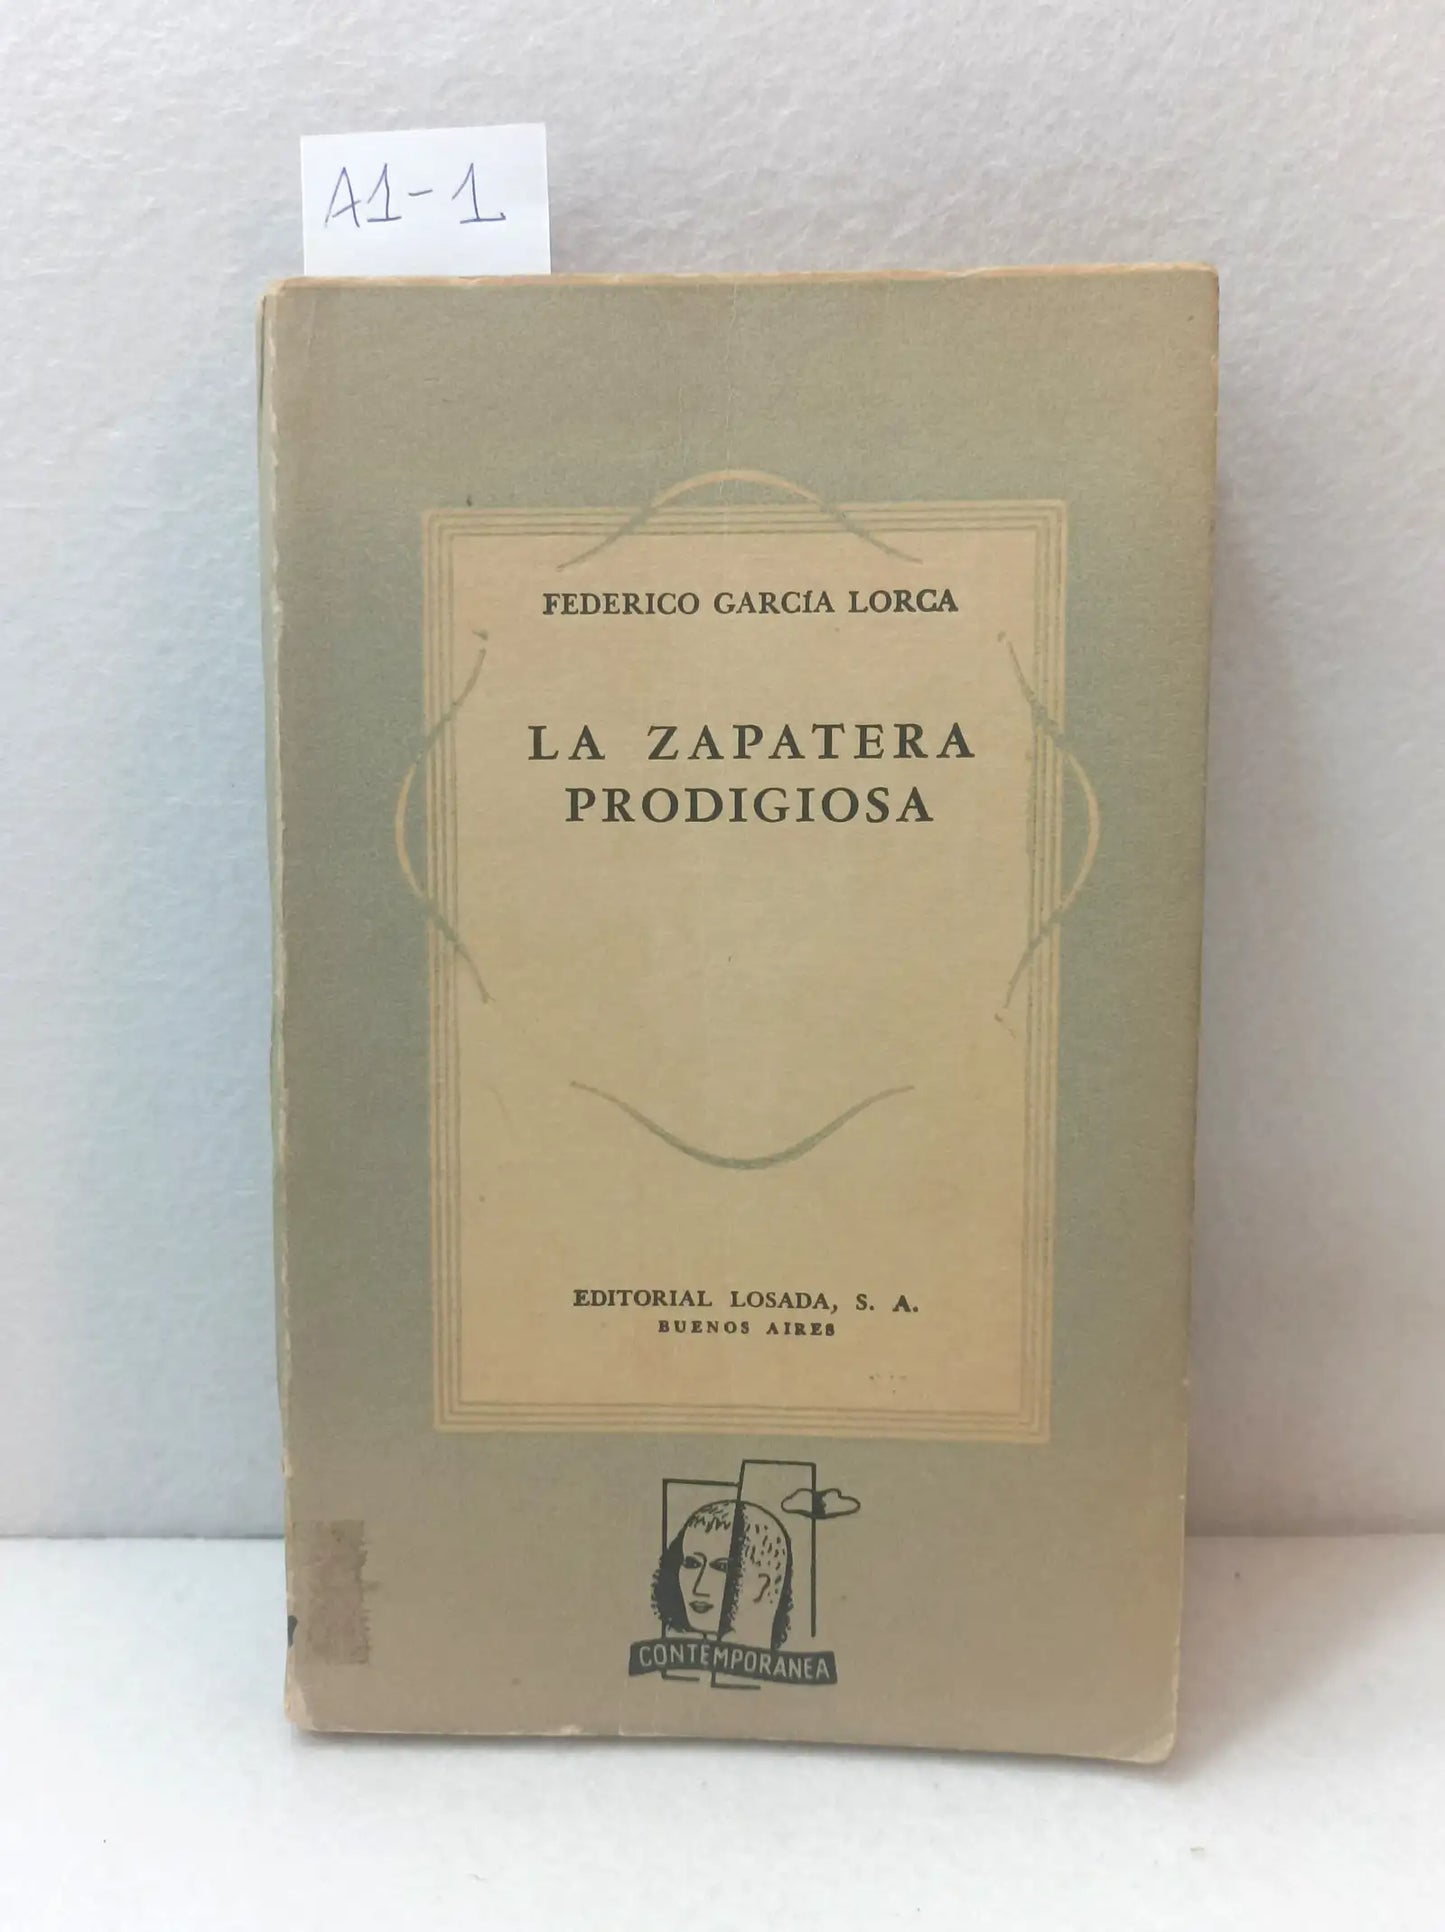 A1-1
FEDERICO GARCÍA LORCA
LA ZAPATERA
PRODIGIOSA
EDITORIAL LOSADA, S. A.
BUENOS AIRES
CONTEMPORANEA